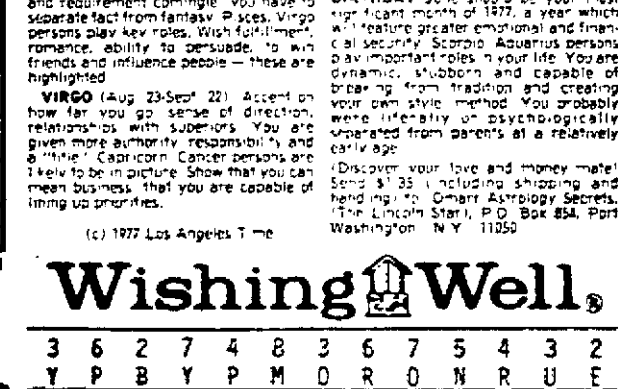 and requirement commingle You have to
separate fact from fantasy Pisces, Virgo
persons play key roles. Wish fulfillment,
romance, ability to persuade, to win
friends and influence people — these are
highlighted
VIRGO (Aug 23-Sept 22) Accent on
how far you go sense of direction,
relationships with superiors You are
given more authority responsibility and
a "title" Capricorn Cancer persons are
likely to be in picture Show that you can
mean business that you are capable of
lining up priorities.
(c) 1977 Los Angeles Time
should be your most
significant month of 1977, a year which
will feature greater emotional and finan-
cial security Scorpio Aquarius persons
play important roles in your life You are
dynamic, stubborn and capable of
breaking from tradition and creating
your own style method You probably
were literally or psychologically
separated from parents at a relatively
early age
(Discover your love and money mate!
Send $1 35 (including shipping and
handling) to Omarr Astrology Secrets,
(The Lincoln Star), P O Box 854, Port
Washington N Y 11050
Wishing Well®
3 6 2 7 4 8 3 6 7 5 4 3 2
Y P B Y P M O R O N R U E